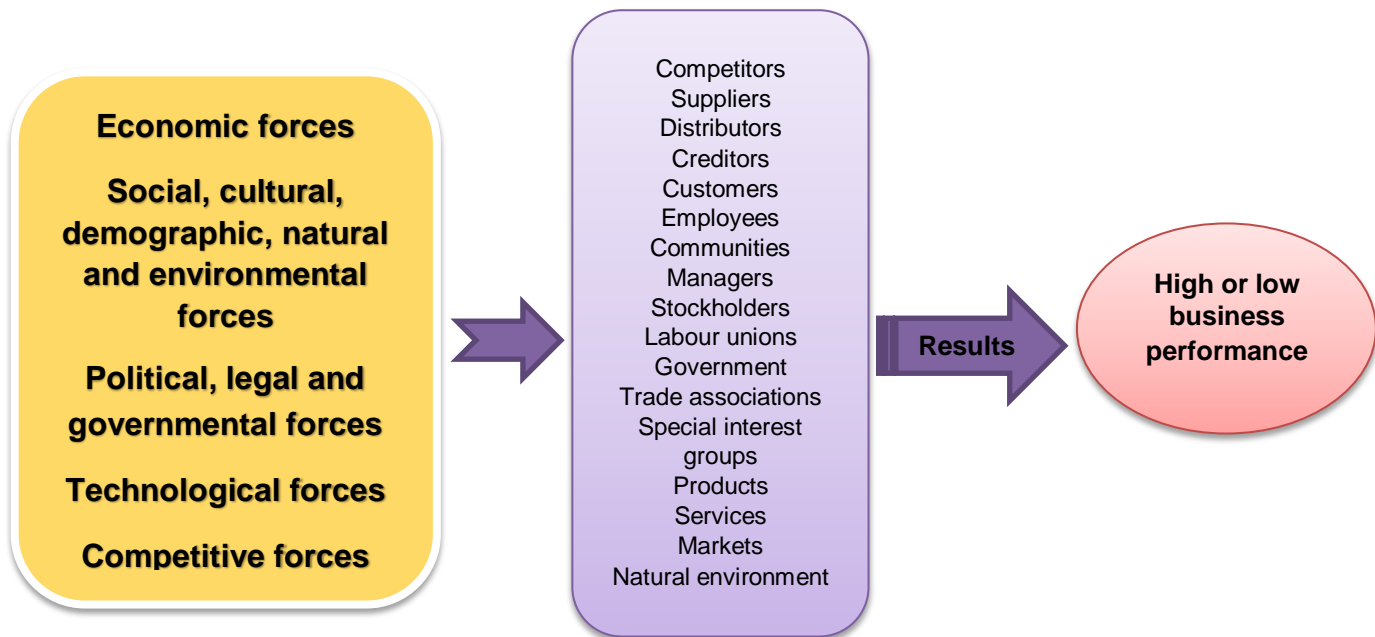 Economic forces
Social, cultural,
demographic, natural
and environmental
forces
Political, legal and
governmental forces
Technological forces
Competitive forces
Competitors
Suppliers
Distributors
Creditors
Customers
Employees
Communities
Managers
Stockholders
Labour unions
Government
Trade associations
Special interest
groups
Products
Services
Markets
Natural environment
Results
High or low
business
performance